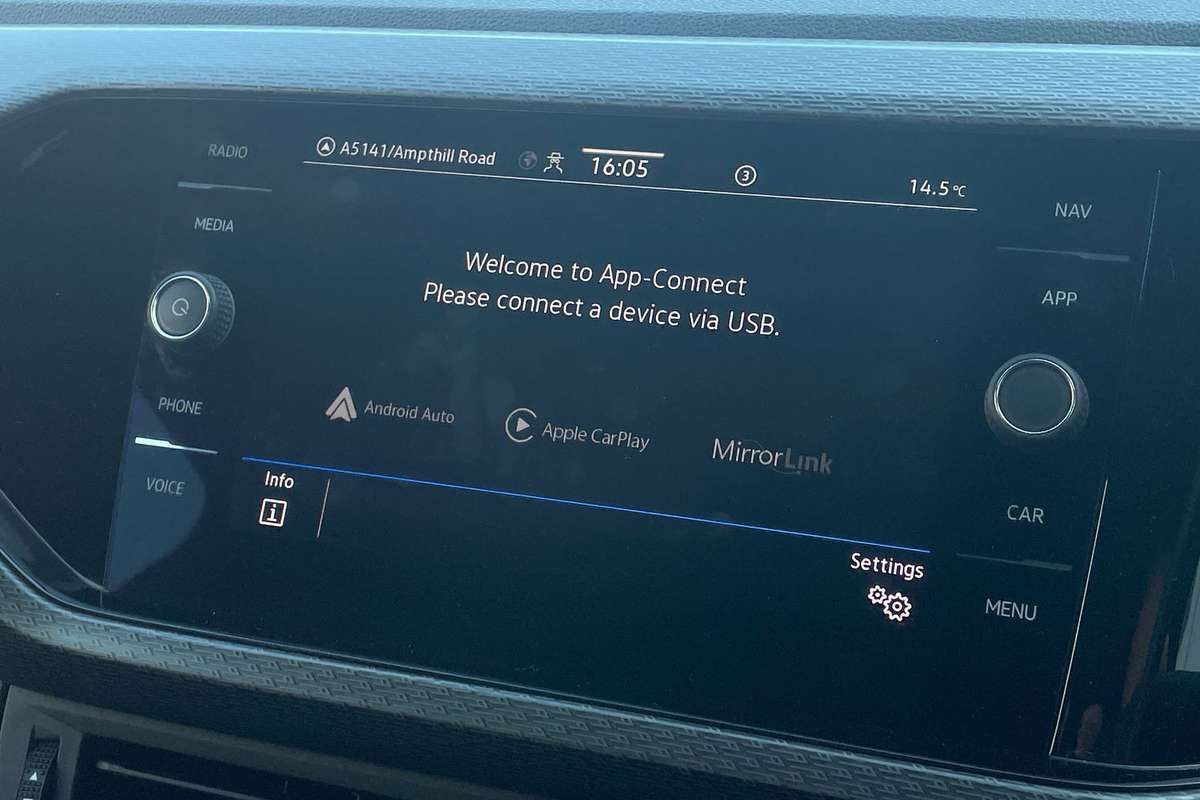 RADIO
MEDIA
PHONE
VOICE
A5141/Ampthill Road
16:05
3
14.5°C
Welcome to App-Connect
Please connect a device via USB.
Android Auto
Apple CarPlay
MirrorLink
Info
i
Settings
NAV
APP
CAR
MENU